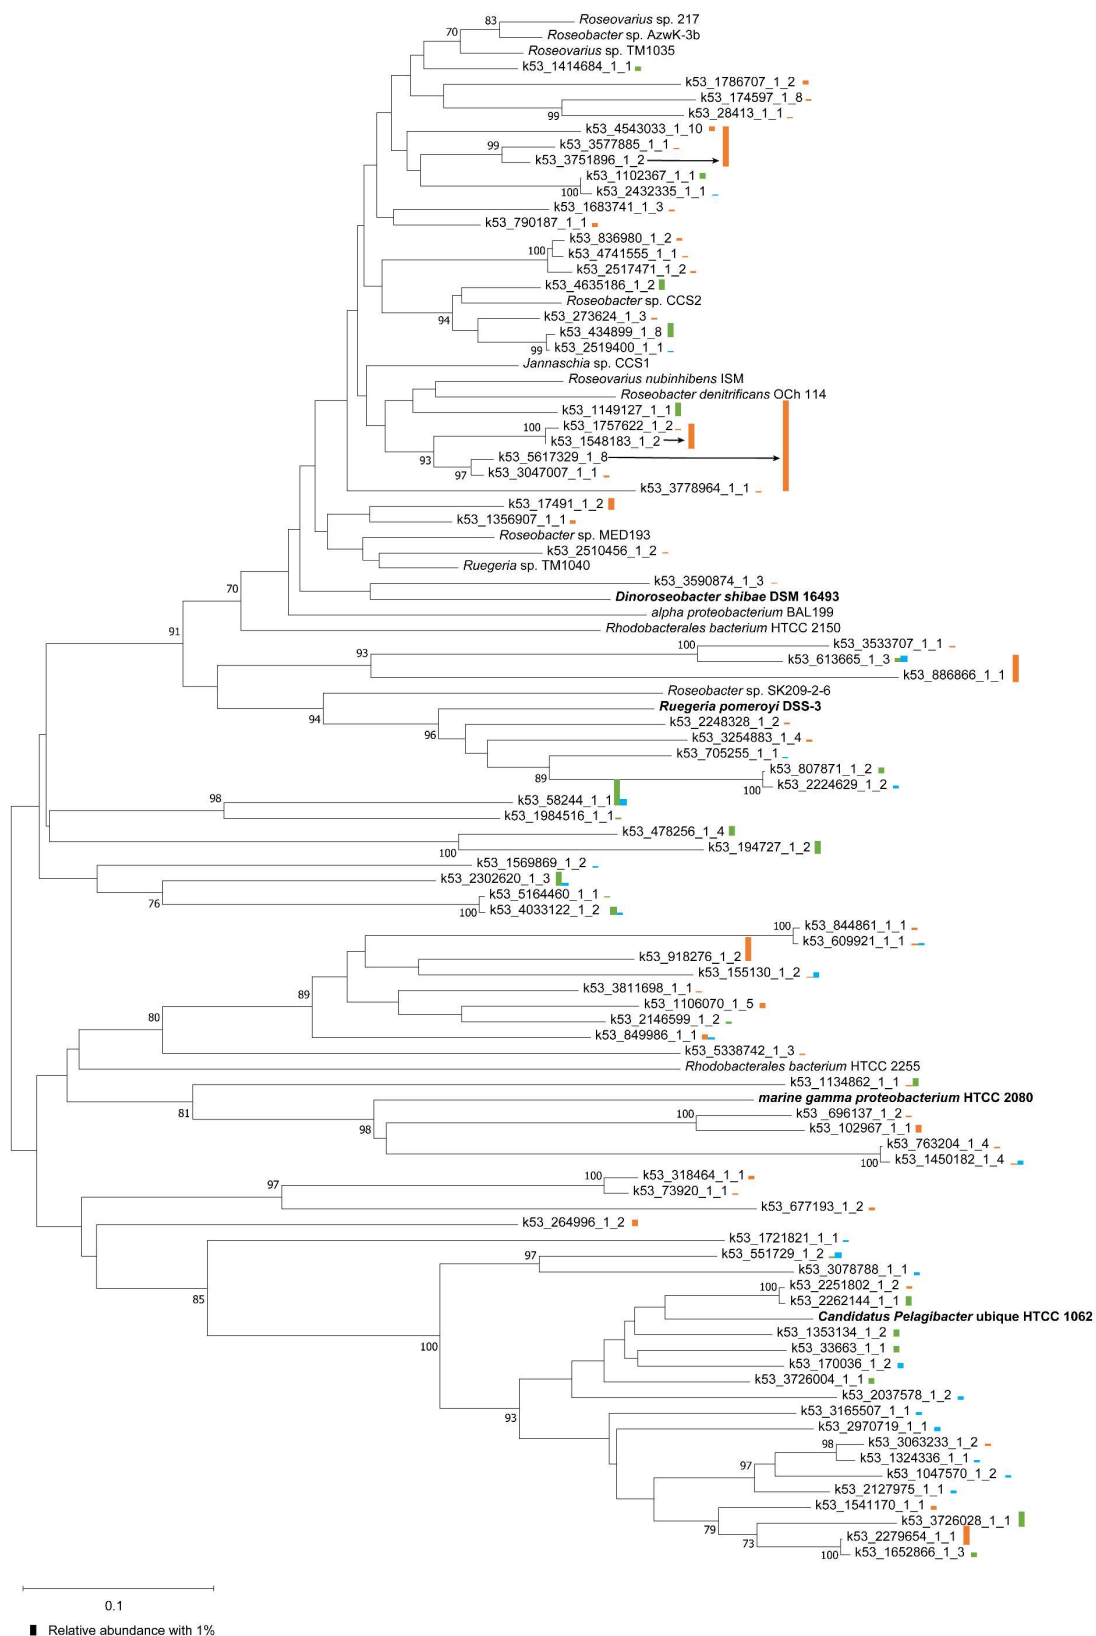 83
Roseovarius sp. 217
70
Roseobacter sp. AzwK-3b
Roseovarius sp. TM1035
k53_1414684_1_1
k53_1786707_1_2
k53_174597_1_8
99
k53_28413_1_1
k53_4543033_1_10
99
k53_3577885_1_1
k53_3751896_1_2
k53_1102367_1_1
100
k53_2432335_1_1
k53_1683741_1_3
k53_790187_1_1
k53_836980_1_2
100
k53_4741555_1_1
k53_2517471_1_2
k53_4635186_1_2
Roseobacter sp. CCS2
94
k53_273624_1_3
k53_434899_1_8
99
k53_2519400_1_1
Jannaschia sp. CCS1
Roseovarius nubinhibens ISM
Roseobacter denitrificans OCh 114
k53_1149127_1_1
100
k53_1757622_1_2
k53_1548183_1_2
93
k53_5617329_1_8
97
k53_3047007_1_1
k53_3778964_1_1
k53_17491_1_2
k53_1356907_1_1
Roseobacter sp. MED193
k53_2510456_1_2
Ruegeria sp. TM1040
70
k53_3590874_1_3
Dinoroseobacter shibae DSM 16493
alpha proteobacterium BAL199
91
Rhodobacterales bacterium HTCC 2150
100
k53_3533707_1_1
93
k53_613665_1_3
k53_886866_1_1
Roseobacter sp. SK209-2-6
94
Ruegeria pomeroyi DSS-3
k53_2248328_1_2
96
k53_3254883_1_4
k53_705255_1_1
89
k53_807871_1_2
100
k53_2224629_1_2
98
k53_58244_1_1
k53_1984516_1_1
k53_478256_1_4
100
k53_194727_1_2
k53_1569869_1_2
k53_2302620_1_3
76
k53_5164460_1_1
100
k53_4033122_1_2
100
k53_844861_1_1
k53_609921_1_1
k53_918276_1_2
k53_155130_1_2
89
k53_3811698_1_1
k53_1106070_1_5
80
k53_2146599_1_2
k53_849986_1_1
k53_5338742_1_3
Rhodobacterales bacterium HTCC 2255
k53_1134862_1_1
81
marine gamma proteobacterium HTCC 2080
100
k53_696137_1_2
98
k53_102967_1_1
k53_763204_1_4
100
k53_1450182_1_4
100
k53_318464_1_1
97
k53_73920_1_1
k53_677193_1_2
k53_264996_1_2
k53_1721821_1_1
97
k53_551729_1_2
k53_3078788_1_1
85
100
k53_2251802_1_2
k53_2262144_1_1
Candidatus Pelagibacter ubique HTCC 1062
k53_1353134_1_2
100
k53_33663_1_1
k53_170036_1_2
k53_3726004_1_1
k53_2037578_1_2
93
k53_3165507_1_1
k53_2970719_1_1
98
k53_3063233_1_2
k53_1324336_1_1
97
k53_1047570_1_2
k53_2127975_1_1
k53_1541170_1_1
79
k53_3726028_1_1
73
k53_2279654_1_1
100
k53_1652866_1_3
0.1
Relative abundance with 1%